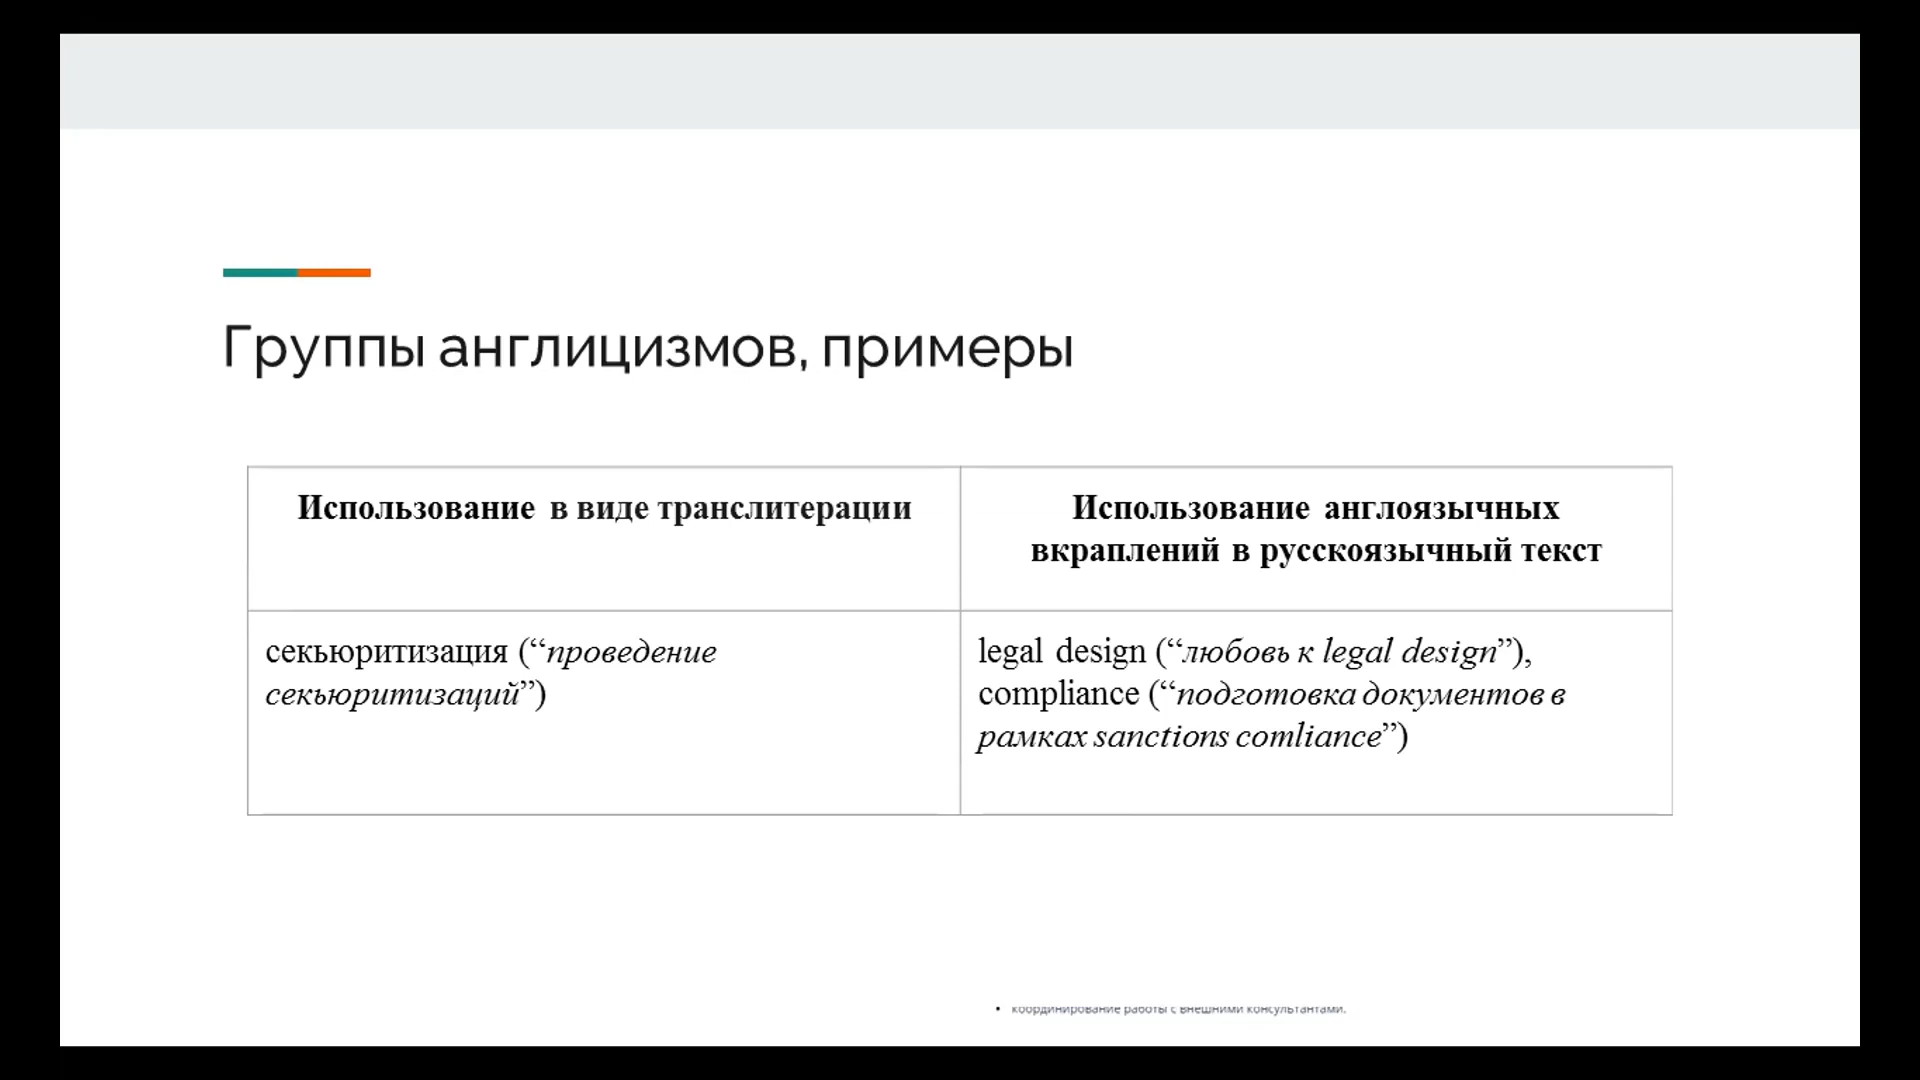 Группы англицизмов, примеры
Использование в виде транслитерации
Использование англоязычных
вкраплений в русскоязычный текст
секьюритизация (“проведение
секьюритизаций”)
legal design (“любовь к legal design”),
compliance (“подготовка документов в
рамках sanctions comliance”)
• координирование работы с внешними консультантами.